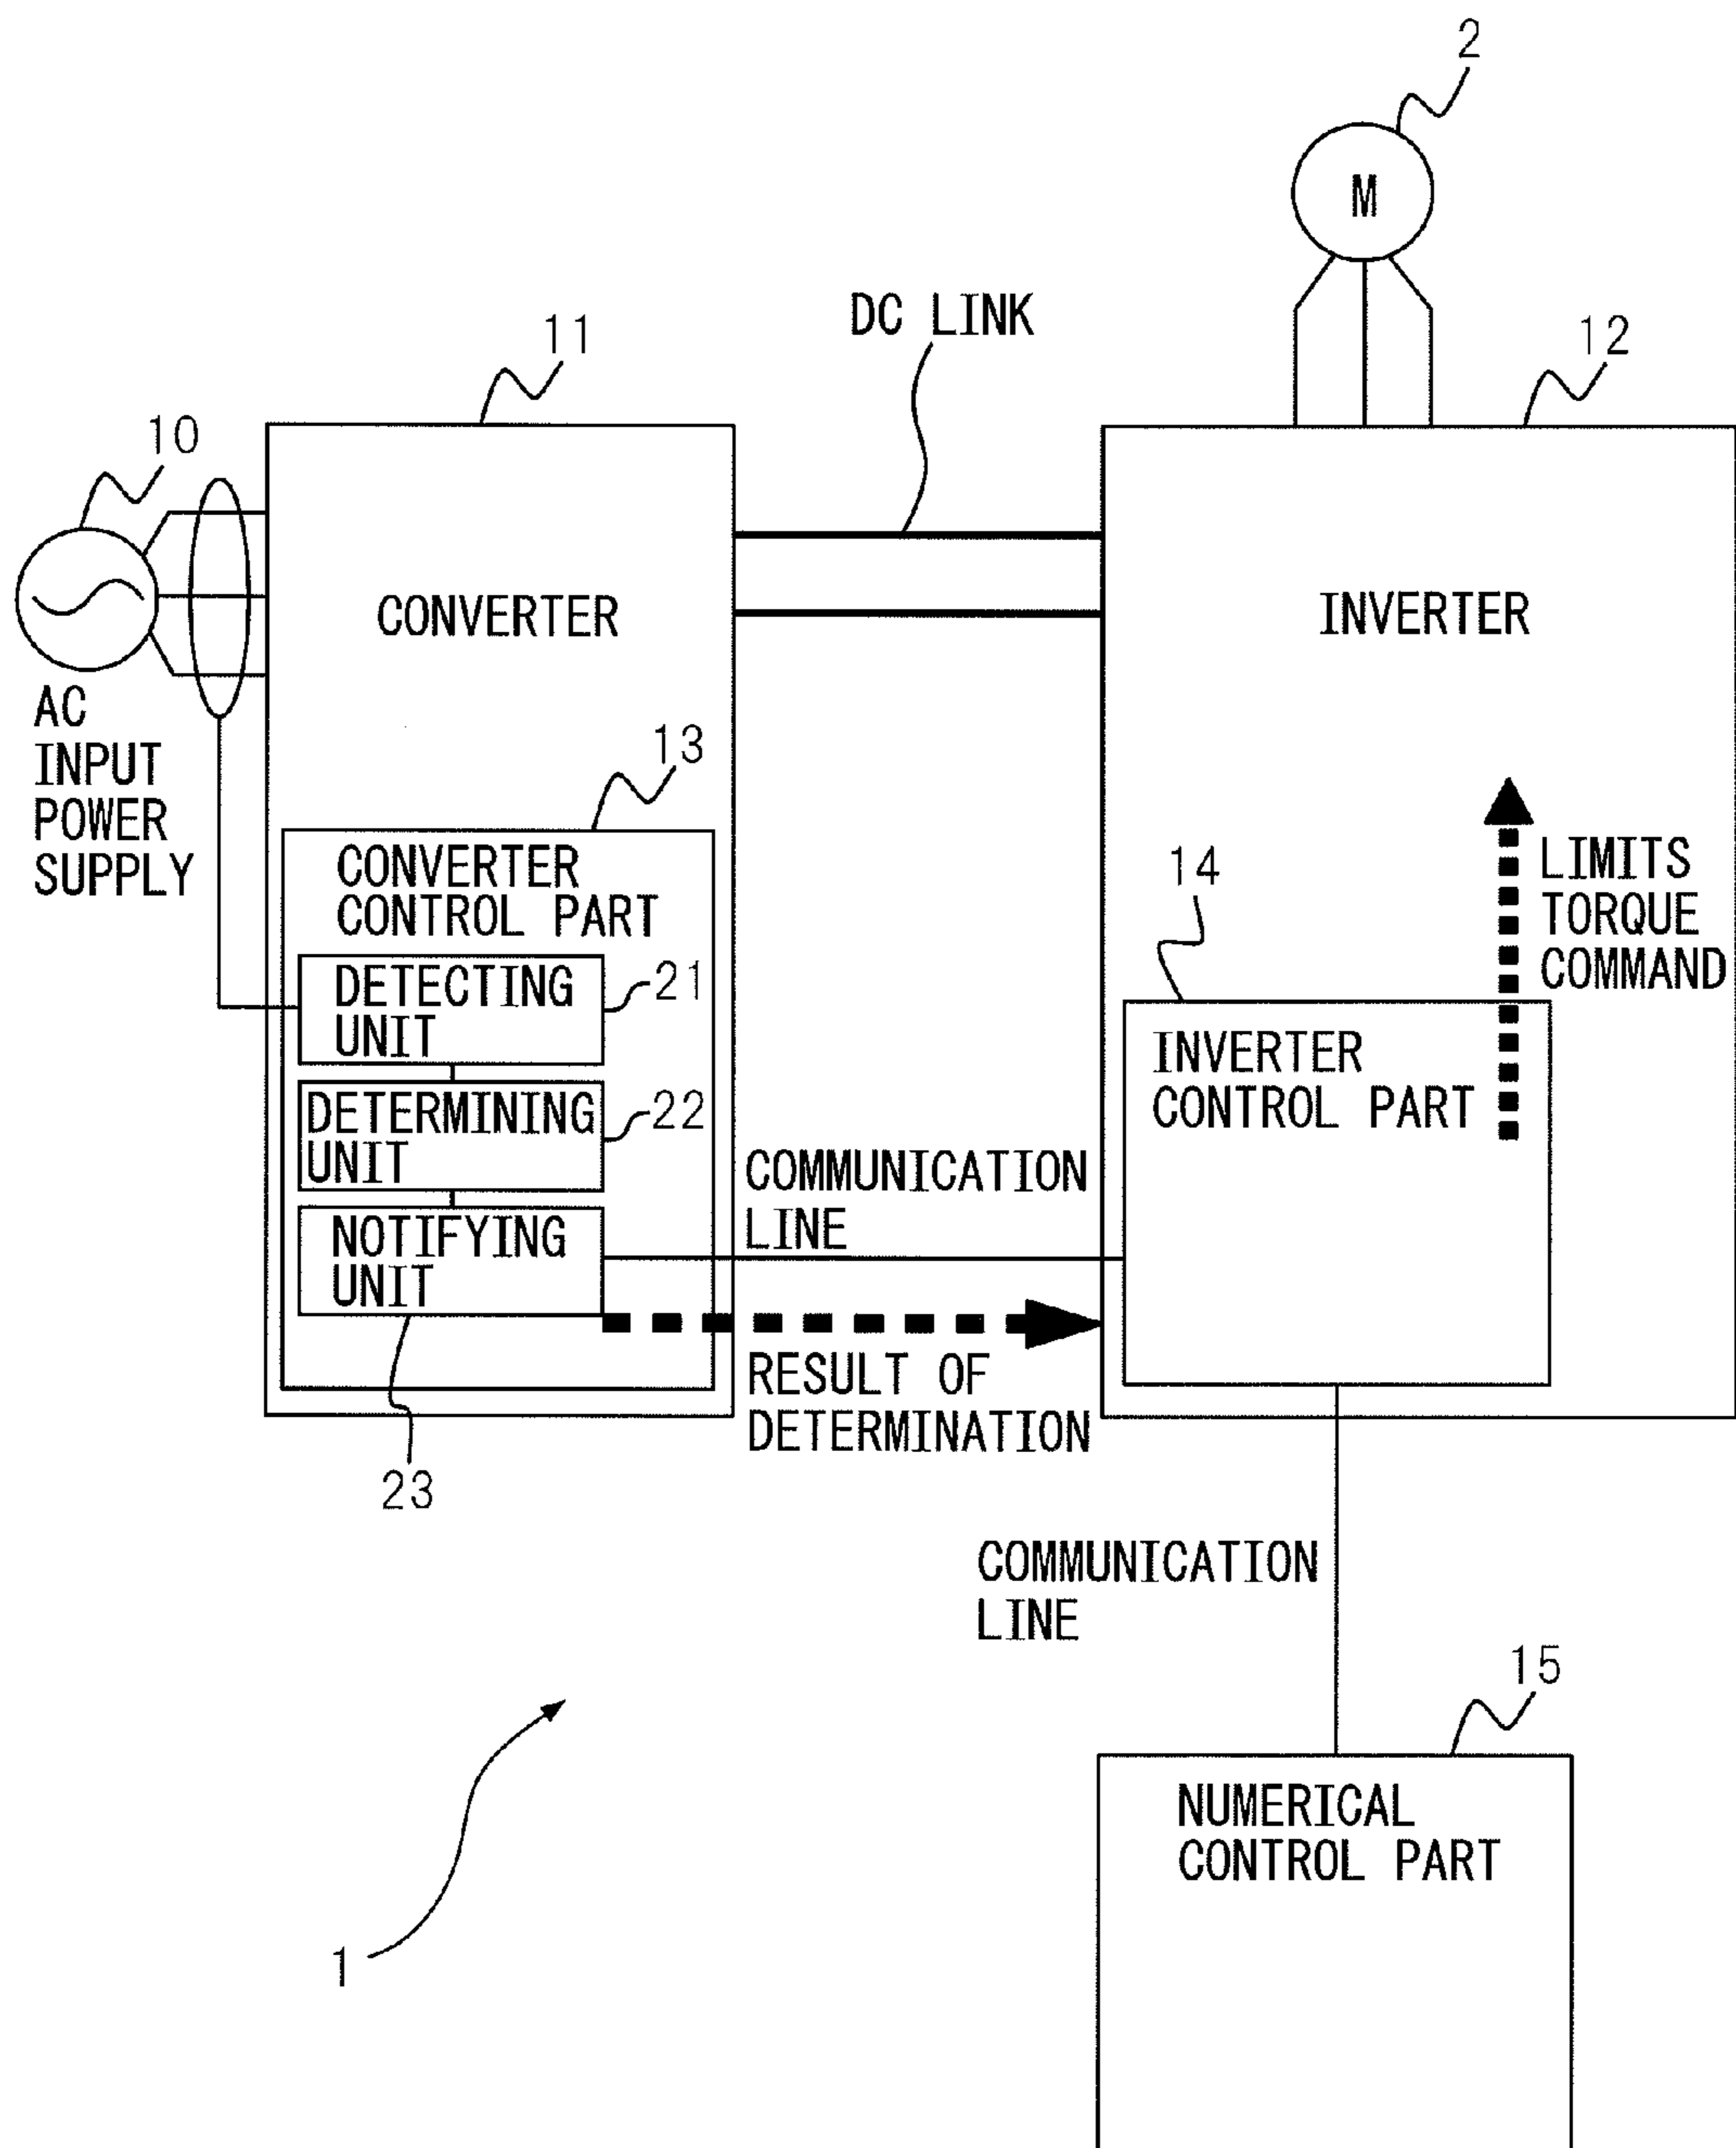 2
M
DC LINK
11
12
10
CONVERTER
INVERTER
AC
INPUT
POWER
SUPPLY
13
CONVERTER
CONTROL PART
14
LIMITS
TORQUE
COMMAND
DETECTING
UNIT
21
INVERTER
CONTROL PART
DETERMINING
UNIT
22
COMMUNICATION
LINE
NOTIFYING
UNIT
RESULT OF
DETERMINATION
23
COMMUNICATION
LINE
15
NUMERICAL
CONTROL PART
1